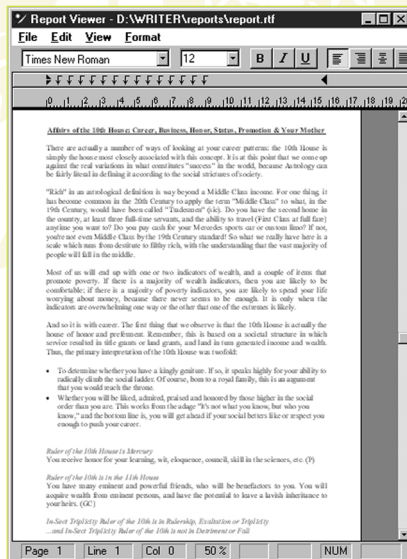 Report Viewer - D:\WRITER\reports\report.rtf
File Edit View Format
Times New Roman 12 B I U
0 1 2 3 4 5 6 7 8 9 10 11 12 13 14 15 16 17 18 19 20
Affairs of the 10th House: Career, Business, Honor, Status, Promotion & Your Mother
There are actually a number of ways of looking at your career patterns: the 10th House is
simply the house most closely associated with this concept. It is at this point that we come up
against the real variations in what constitutes "success" in the world, because Astrology can
be fairly literal in defining it according to the social strictures of society.
"Rich" in an astrological definition is way beyond a Middle Class income. For one thing, it
has become common in the 20th Century to apply the term "Middle Class" to what, in the
19th Century, would have been called "Tradesmen" (sic). Do you have the second home in
the country, at least three full-time servants, and the ability to travel (First Class at full fare)
anytime you want to? Do you pay cash for your Mercedes sports car or custom limo? If not,
you're not even Middle Class by the 19th Century standard! So what we really have here is a
scale which runs from destitute to filthy rich, with the understanding that the vast majority of
people will fall in the middle.
Most of us will end up with one or two indicators of wealth, and a couple of items that
promote poverty. If there is a majority of wealth indicators, then you are likely to be
comfortable; if there is a majority of poverty indicators, you are likely to spend your life
worrying about money, because there never seems to be enough. It is only when the
indicators are overwhelming one way or the other that one of the extremes is likely.
And so it is with career. The first thing that we observe is that the 10th House is actually the
house of honor and preferment. Remember, this is based on a societal structure in which
service resulted in title grants or land grants, and land in turn generated income and wealth.
Thus, the primary interpretation of the 10th House was twofold:
• To determine whether you have a kingly geniture. If so, it speaks highly for your ability to
radically climb the social ladder. Of course, born to a royal family, this is an argument
that you would reach the throne.
• Whether you will be liked, admired, praised and honored by those higher in the social
order than you are. This works from the adage "It's not what you know, but who you
know," and the bottom line is, you will get ahead if your social betters like or respect you
enough to push your career.
Ruler of the 10th House is Mercury
You receive honor for your learning, wit, eloquence, council, skill in the sciences, etc. (P)
Ruler of the 10th is in the 11th House
You have many eminent and powerful friends, who will be benefactors to you. You will
acquire wealth from eminent persons, and have the potential to leave a lavish inheritance to
your heirs. (GC)
In-Sect Triplicity Ruler of the 10th is in Rulership, Exaltation or Triplicity
...and In-Sect Triplicity Ruler of the 10th is not in Detriment or Fall
Page 1 Line 1 Col 0 50 % NUM